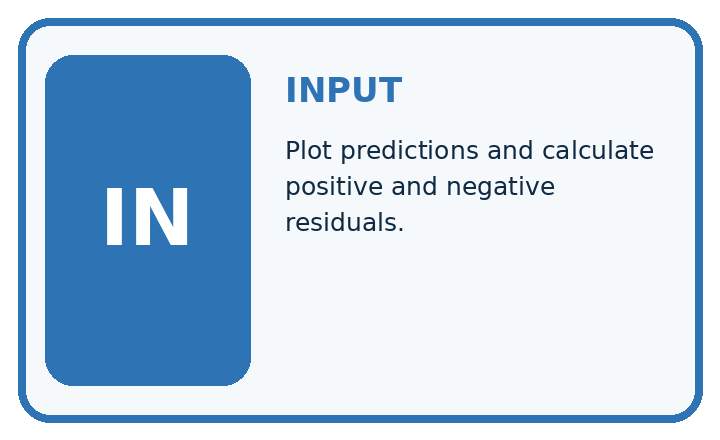 IN
INPUT
Plot predictions and calculate
positive and negative
residuals.